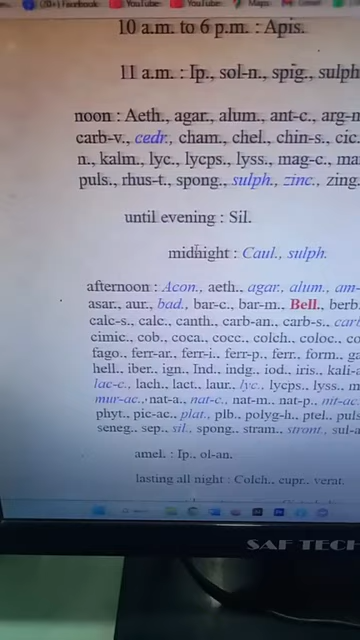 (20+) Facebook YouTube YouTube Maps Gmail
10 a.m. to 6 p.m. : Apis.
11 a.m. : Ip., sol-n., spig., sulph
noon : Aeth., agar., alum., ant-c., arg-n
carb-v., cedr., cham., chel., chin-s., cic.
n., kalm., lyc., lycps., lyss., mag-c., ma
puls., rhus-t., spong., sulph., zinc., zing.
until evening : Sil.
midnight : Caul., sulph.
afternoon : Acon., aeth., agar., alum., am-
asar., aur., bad., bar-c., bar-m., Bell., berb.
calc-s., calc., canth., carb-an., carb-s., carb
cimic., cob., coca., cocc., colch., coloc., co
fago., ferr-ar., ferr-i., ferr-p., ferr., form., ga
hell., iber., ign., Ind., indg., iod., iris., kali-a
lac-c., lach., lact., laur., lyc., lycps., lyss., m
mur-ac., nat-a., nat-c., nat-m., nat-p., nit-ac.
phyt., pic-ac., plat., plb., polyg-h., ptel., puls
seneg., sep., sil., spong., stram., stront., sul-a
amel. : Ip., ol-an.
lasting all night : Colch., cupr., verat.
SAF TECH